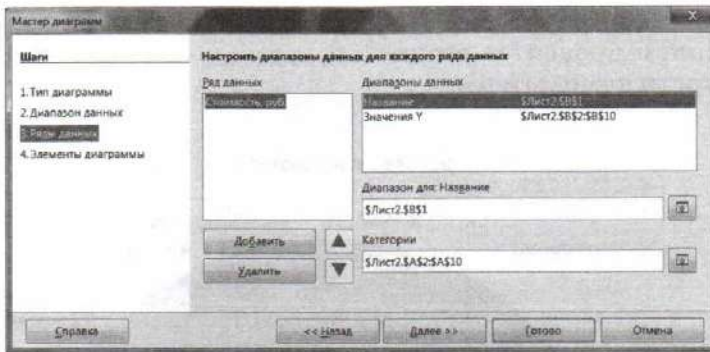 Мастер диаграмм
Шаги
1. Тип диаграммы
2. Диапазон данных
3. Ряды данных
4. Элементы диаграммы
Настроить диапазоны данных для каждого ряда данных
Ряд данных
Стоимость, руб.
Добавить
Удалить
Диапазоны данных
Название $Лист2.$B$1
Значения Y $Лист2.$B$2:$B$10
Диапазон для: Название
$Лист2.$B$1
Категории
$Лист2.$A$2:$A$10
Справка
<< Назад
Далее >>
Готово
Отмена